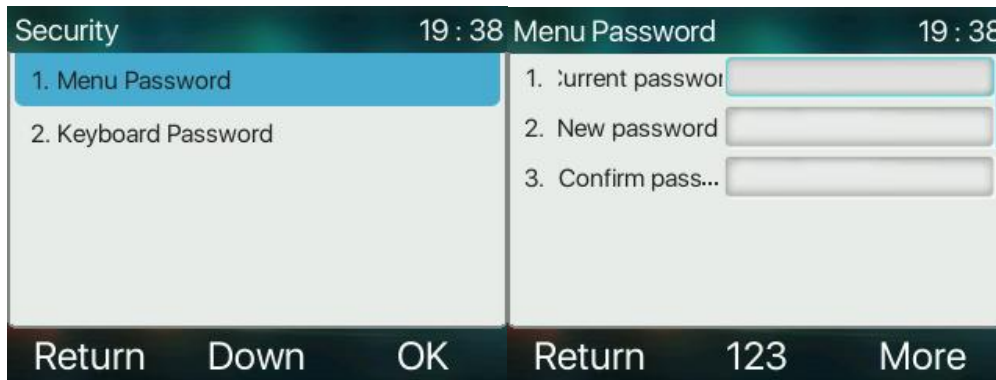 Security 19 : 38
1. Menu Password
2. Keyboard Password
Return Down OK
Menu Password 19 : 38
1. :urrent passwor
2. New password
3. Confirm pass...
Return 123 More